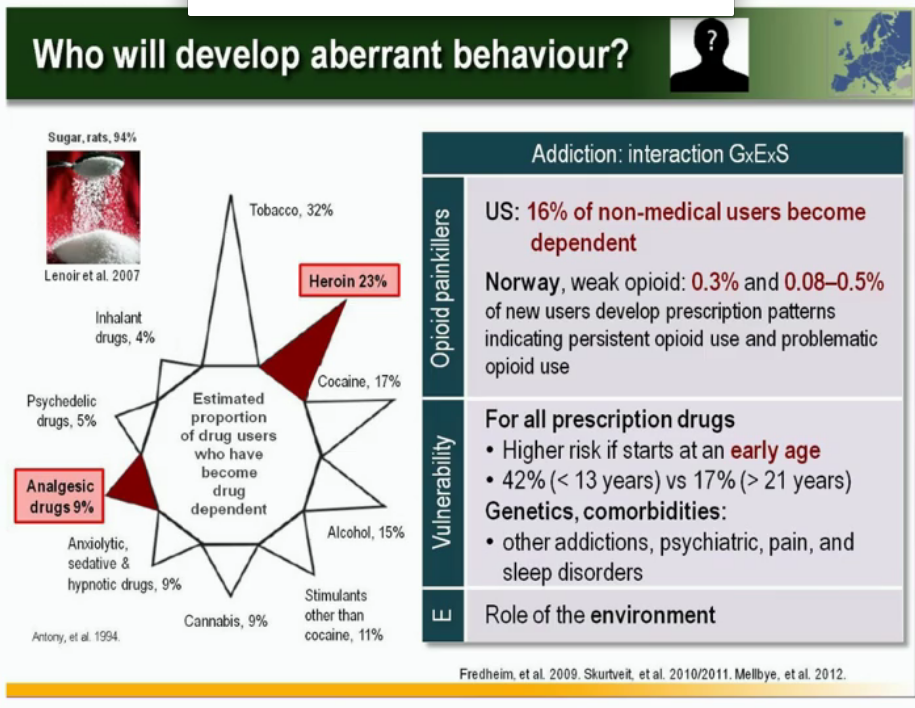 Who will develop aberrant behaviour?
?
Sugar, rats, 94%
Lenoir et al. 2007
Tobacco, 32%
Heroin 23%
Inhalant
drugs, 4%
Cocaine, 17%
Psychedelic
drugs, 5%
Estimated
proportion
of drug users
who have
become
drug
dependent
Analgesic
drugs 9%
Alcohol, 15%
Anxiolytic,
sedative &
hypnotic drugs, 9%
Cannabis, 9%
Stimulants
other than
cocaine, 11%
Antony, et al. 1994.
Addiction: interaction GxExS
Opioid painkillers
US: 16% of non-medical users become
dependent
Norway, weak opioid: 0.3% and 0.08–0.5%
of new users develop prescription patterns
indicating persistent opioid use and problematic
opioid use
Vulnerability
For all prescription drugs
• Higher risk if starts at an early age
• 42% (< 13 years) vs 17% (> 21 years)
Genetics, comorbidities:
• other addictions, psychiatric, pain, and
sleep disorders
E
Role of the environment
Fredheim, et al. 2009. Skurtveit, et al. 2010/2011. Mellbye, et al. 2012.